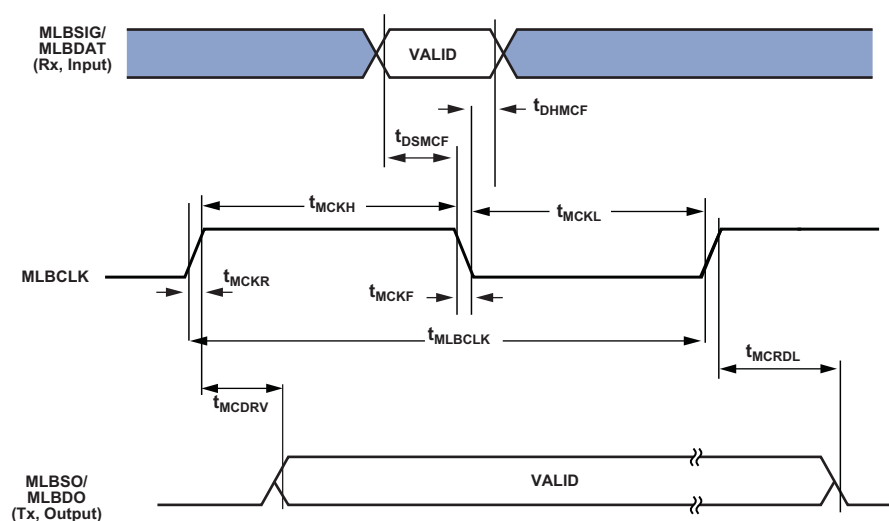 MLBSIG/
MLBDAT
(Rx, Input)
VALID
tDHMCF
tDSMCF
tMCKH
tMCKL
MLBCLK
tMCKR
tMCKF
tMLBCLK
tMCRDL
tMCDRV
MLBSO/
MLBDO
(Tx, Output)
VALID